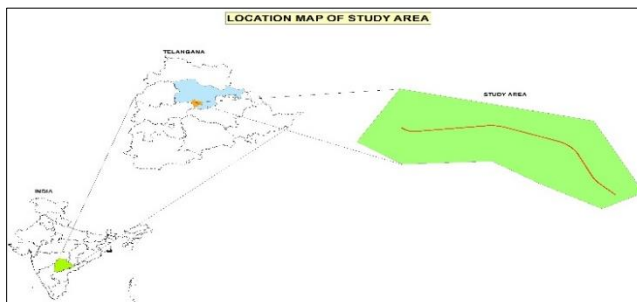 LOCATION MAP OF STUDY AREA
TELANGANA
STUDY AREA
INDIA